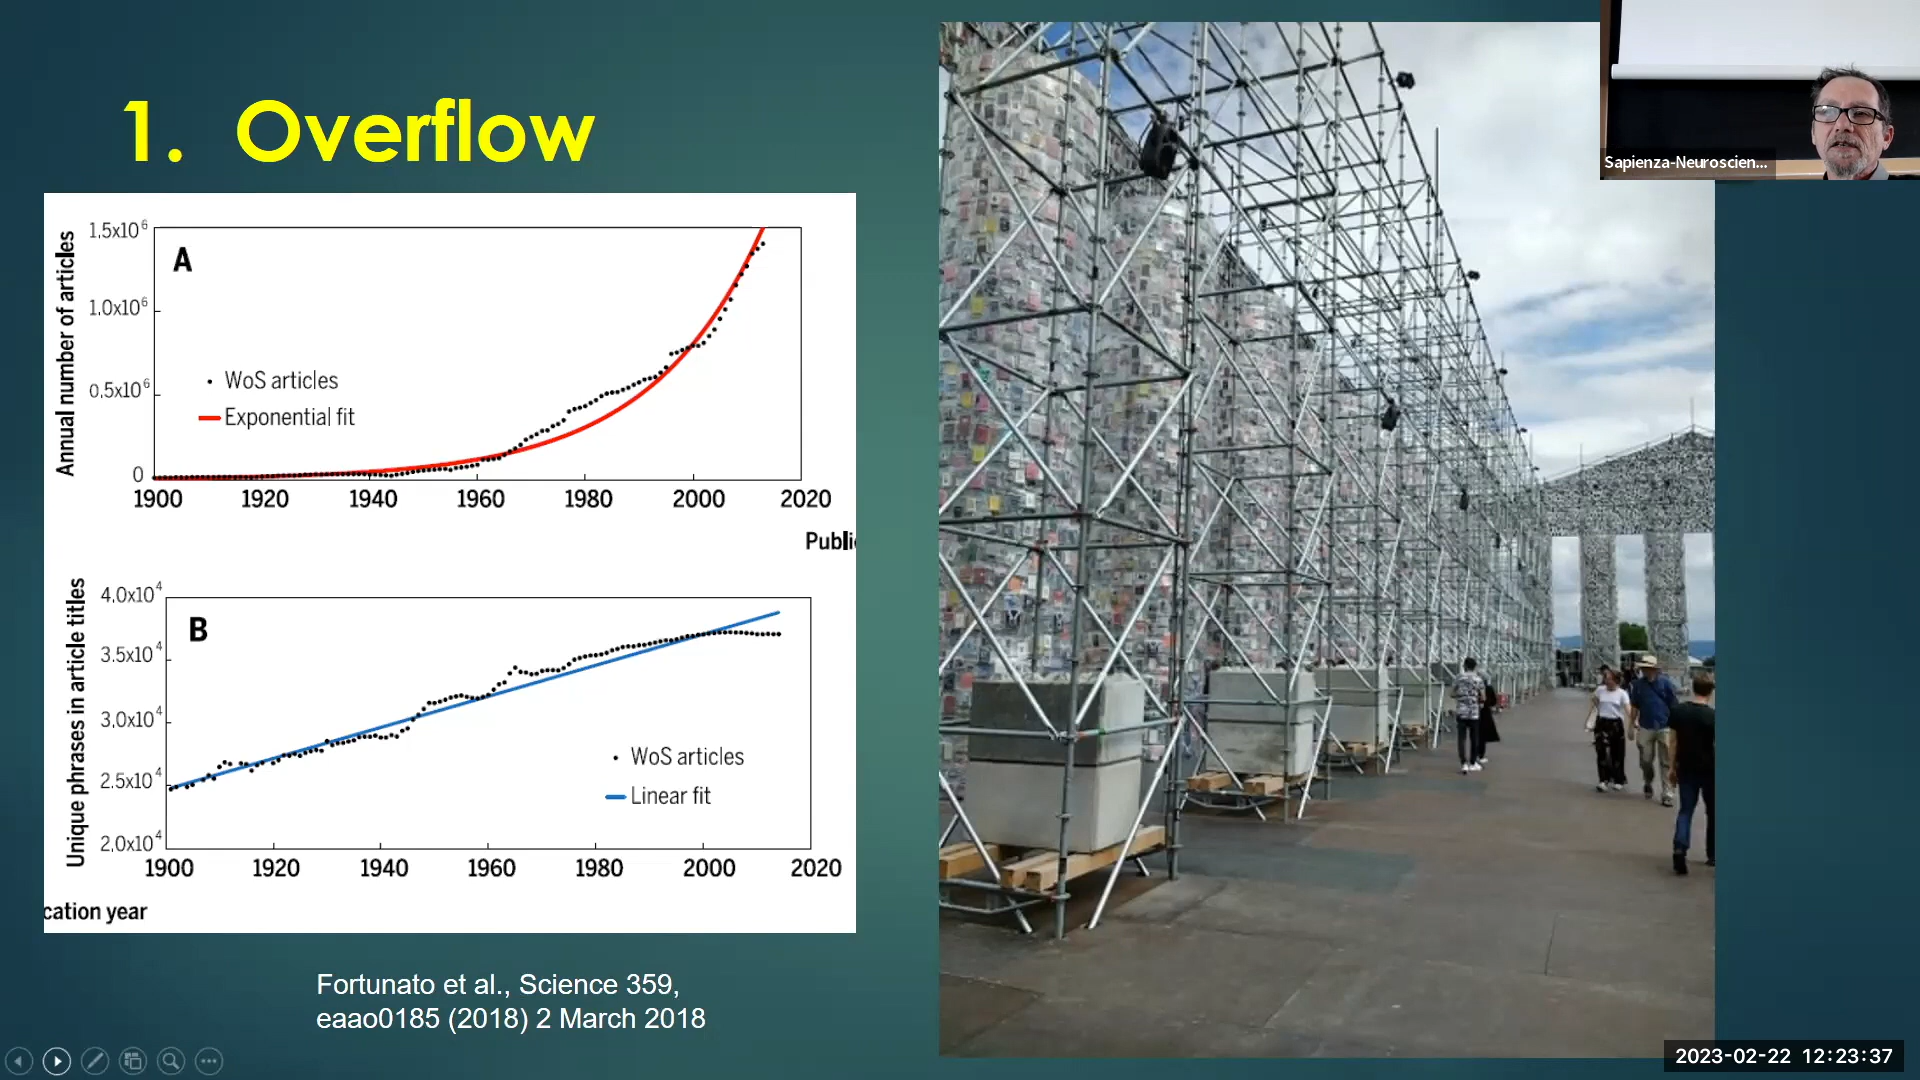 1. Overflow
Annual number of articles
1.5x10⁶
1.0x10⁶
0.5x10⁶
0
A
WoS articles
Exponential fit
1900 1920 1940 1960 1980 2000 2020
Public
Unique phrases in article titles
4.0x10⁴
3.5x10⁴
3.0x10⁴
2.5x10⁴
2.0x10⁴
B
WoS articles
Linear fit
1900 1920 1940 1960 1980 2000 2020
cation year
Fortunato et al., Science 359,
eaao0185 (2018) 2 March 2018
Sapienza-Neuroscien...
2023-02-22 12:23:37